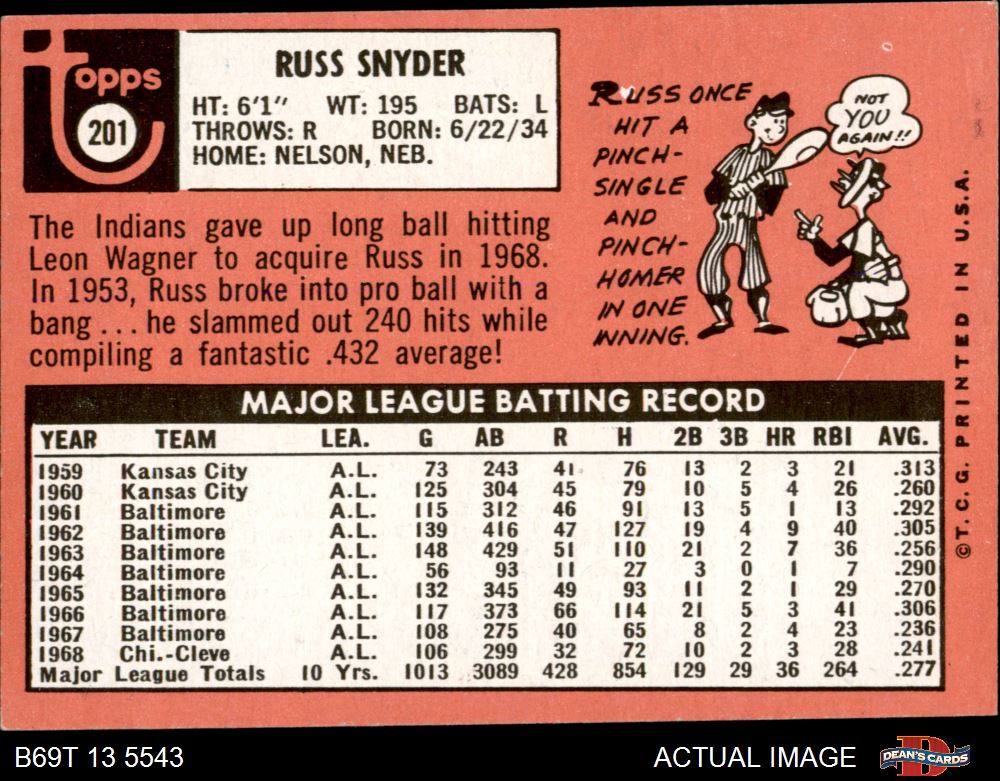 topps
201
RUSS SNYDER
HT: 6'1" WT: 195 BATS: L
THROWS: R BORN: 6/22/34
HOME: NELSON, NEB.
The Indians gave up long ball hitting
Leon Wagner to acquire Russ in 1968.
In 1953, Russ broke into pro ball with a
bang ... he slammed out 240 hits while
compiling a fantastic .432 average!
RUSS ONCE
HIT A
PINCH-
SINGLE
AND
PINCH-
HOMER
IN ONE
INNING.
NOT
YOU
AGAIN!!
©T. C. G. PRINTED IN U.S.A.
MAJOR LEAGUE BATTING RECORD
YEAR TEAM LEA. G AB R H 2B 3B HR RBI AVG.
1959 Kansas City A.L. 73 243 41 76 13 2 3 21 .313
1960 Kansas City A.L. 125 304 45 79 10 5 4 26 .260
1961 Baltimore A.L. 115 312 46 91 13 5 1 13 .292
1962 Baltimore A.L. 139 416 47 127 19 4 9 40 .305
1963 Baltimore A.L. 148 429 51 110 21 2 7 36 .256
1964 Baltimore A.L. 56 93 11 27 3 0 1 7 .290
1965 Baltimore A.L. 132 345 49 93 11 2 1 29 .270
1966 Baltimore A.L. 117 373 66 114 21 5 3 41 .306
1967 Baltimore A.L. 108 275 40 65 8 2 4 23 .236
1968 Chi.-Cleve A.L. 106 299 32 72 10 2 3 28 .241
Major League Totals 10 Yrs. 1013 3089 428 854 129 29 36 264 .277
B69T 13 5543
ACTUAL IMAGE
DEAN'S CARDS